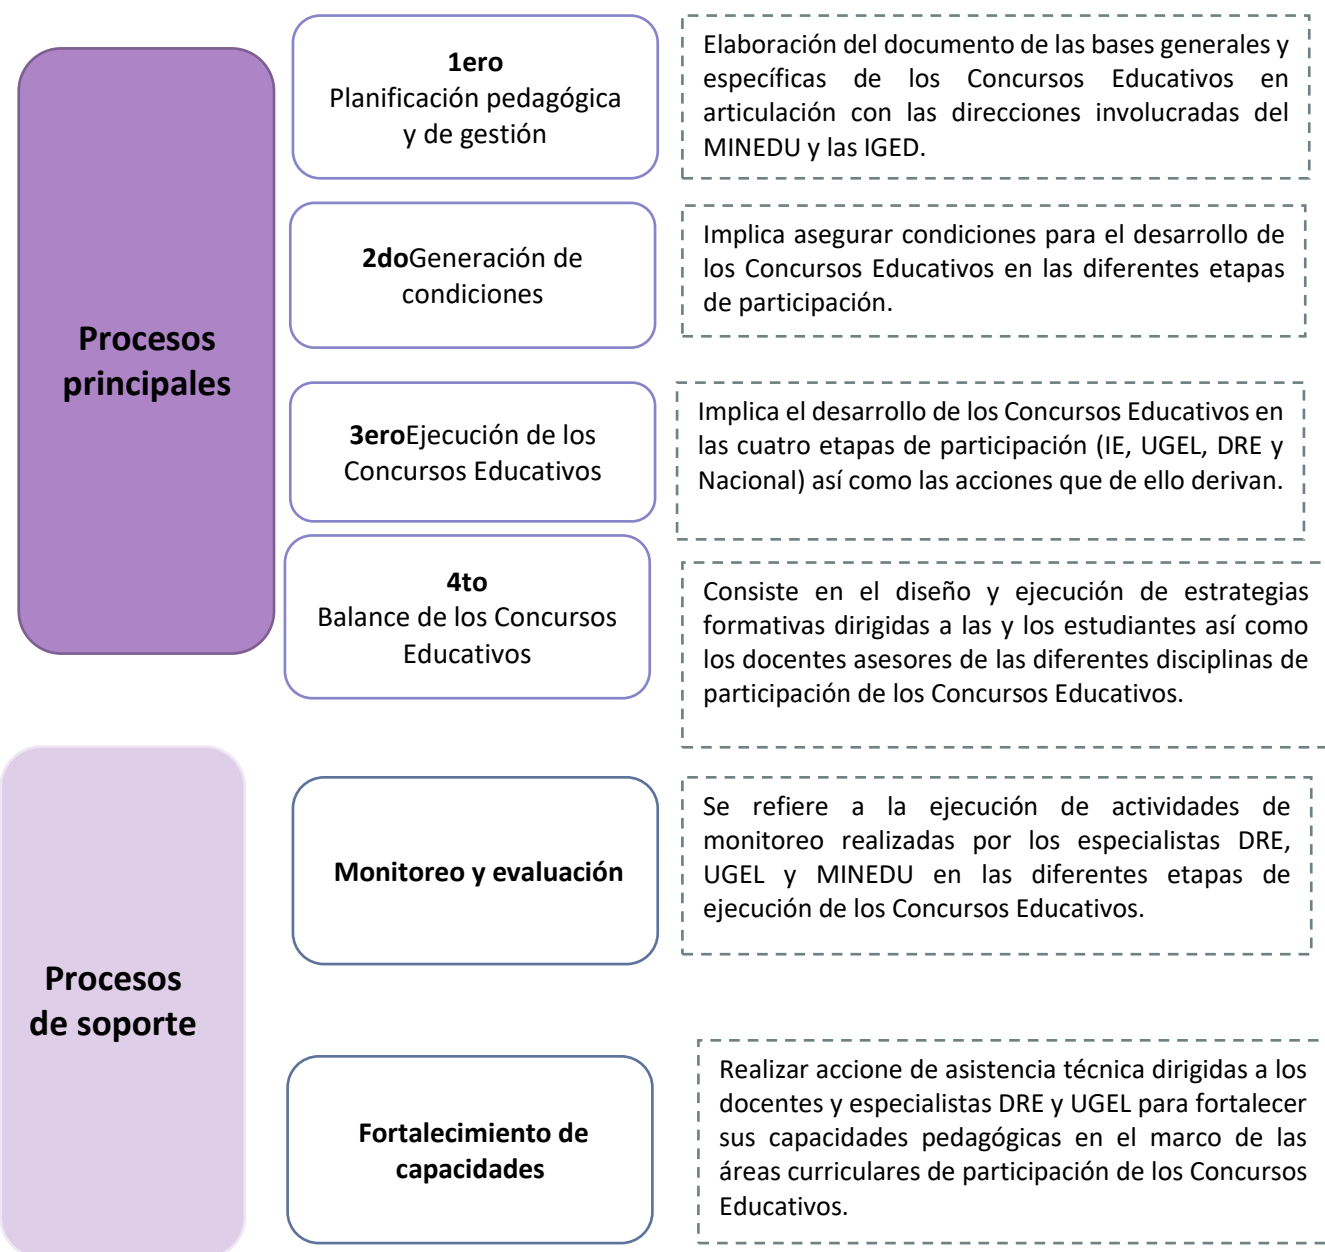 Procesos
principales
1ero
Planificación pedagógica
y de gestión
Elaboración del documento de las bases generales y
específicas de los Concursos Educativos en
articulación con las direcciones involucradas del
MINEDU y las IGED.
2doGeneración de
condiciones
Implica asegurar condiciones para el desarrollo de
los Concursos Educativos en las diferentes etapas
de participación.
3eroEjecución de los
Concursos Educativos
Implica el desarrollo de los Concursos Educativos en
las cuatro etapas de participación (IE, UGEL, DRE y
Nacional) así como las acciones que de ello derivan.
4to
Balance de los Concursos
Educativos
Consiste en el diseño y ejecución de estrategias
formativas dirigidas a las y los estudiantes así como
los docentes asesores de las diferentes disciplinas de
participación de los Concursos Educativos.
Procesos
de soporte
Monitoreo y evaluación
Se refiere a la ejecución de actividades de
monitoreo realizadas por los especialistas DRE,
UGEL y MINEDU en las diferentes etapas de
ejecución de los Concursos Educativos.
Fortalecimiento de
capacidades
Realizar accione de asistencia técnica dirigidas a los
docentes y especialistas DRE y UGEL para fortalecer
sus capacidades pedagógicas en el marco de las
áreas curriculares de participación de los Concursos
Educativos.